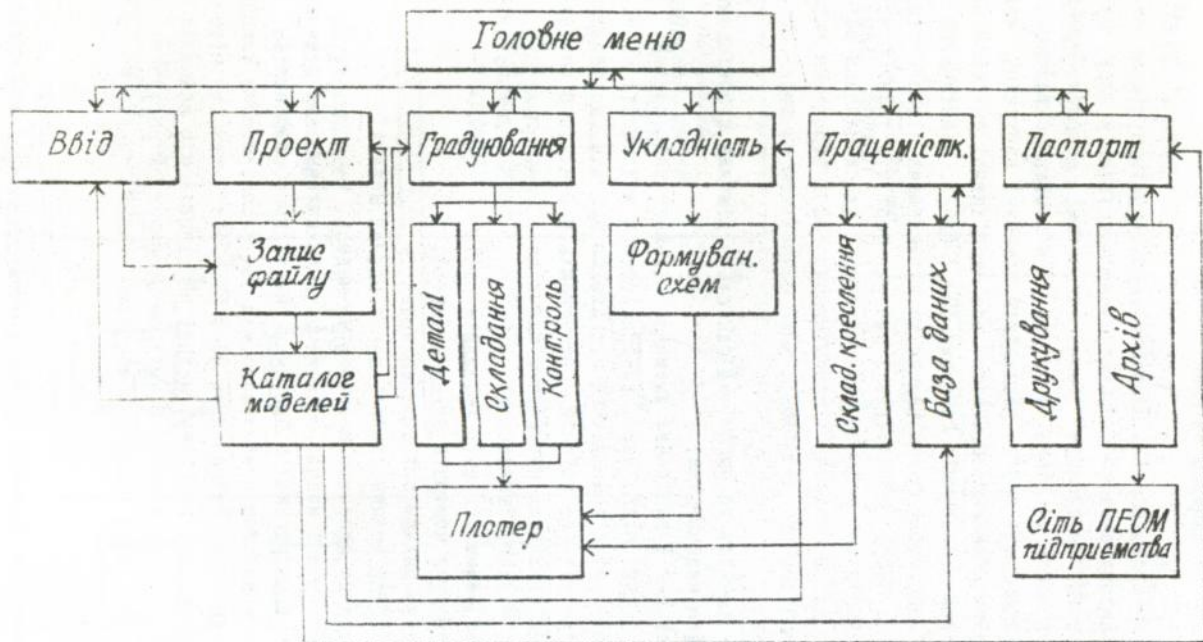 Головне меню
Ввід
Проект
Градуювання
Укладність
Працемістк.
Паспорт
Запис
файлу
Деталі
Складання
Контроль
Формуван.
схем
Склад. креслення
База даних
Друкування
Архів
Каталог
моделей
Плотер
Сіть ПЕОМ
підприемства